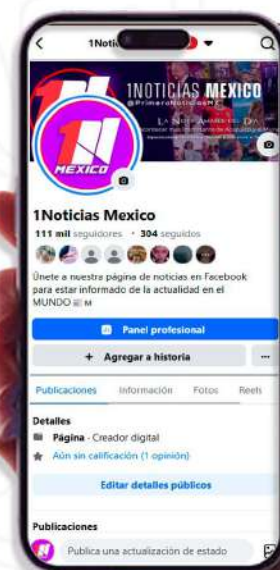 1Noti
1NOTICIAS MEXICO
@PrimeroNoticiasMX
1N
MEXICO
1Noticias Mexico
111 mil seguidores · 304 seguidos
Únete a nuestra página de noticias en Facebook
para estar informado de la actualidad en el
MUNDO 📰 M
Panel profesional
+ Agregar a historia
Publicaciones Información Fotos Reels
Detalles
Página · Creador digital
Aún sin calificación (1 opinión)
Editar detalles públicos
Publicaciones
Publica una actualización de estado